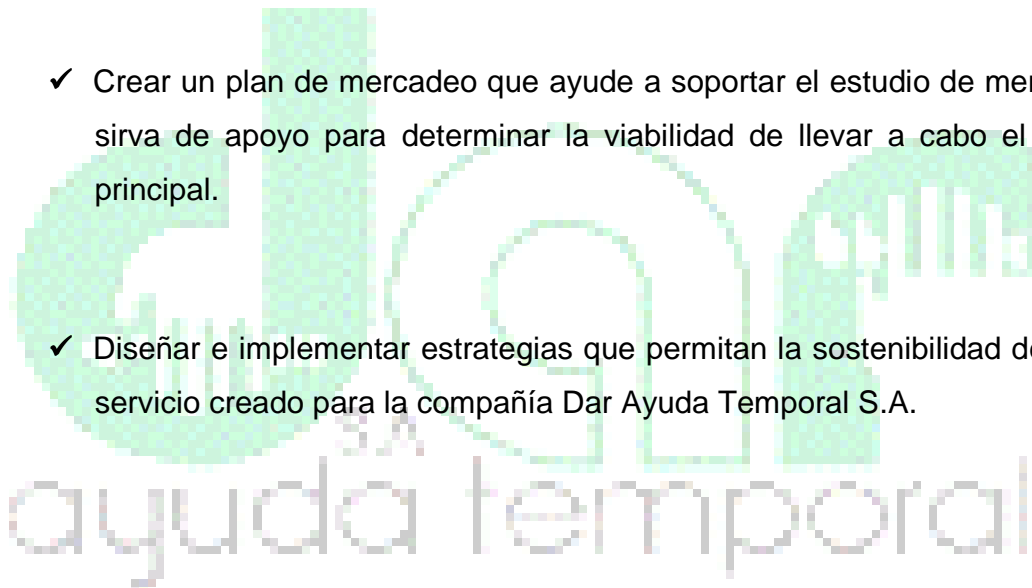 ✓ Crear un plan de mercadeo que ayude a soportar el estudio de mer
sirva de apoyo para determinar la viabilidad de llevar a cabo el
principal.
✓ Diseñar e implementar estrategias que permitan la sostenibilidad de
servicio creado para la compañía Dar Ayuda Temporal S.A.
dar
S.A
ayuda temporal